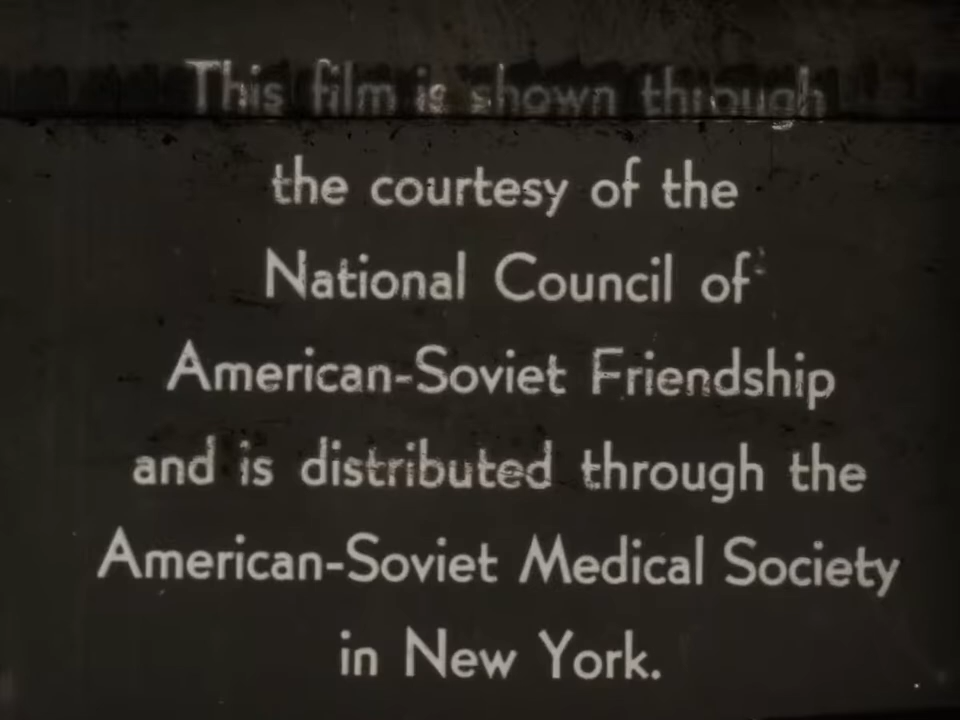 This film is shown through
the courtesy of the
National Council of
American-Soviet Friendship
and is distributed through the
American-Soviet Medical Society
in New York.